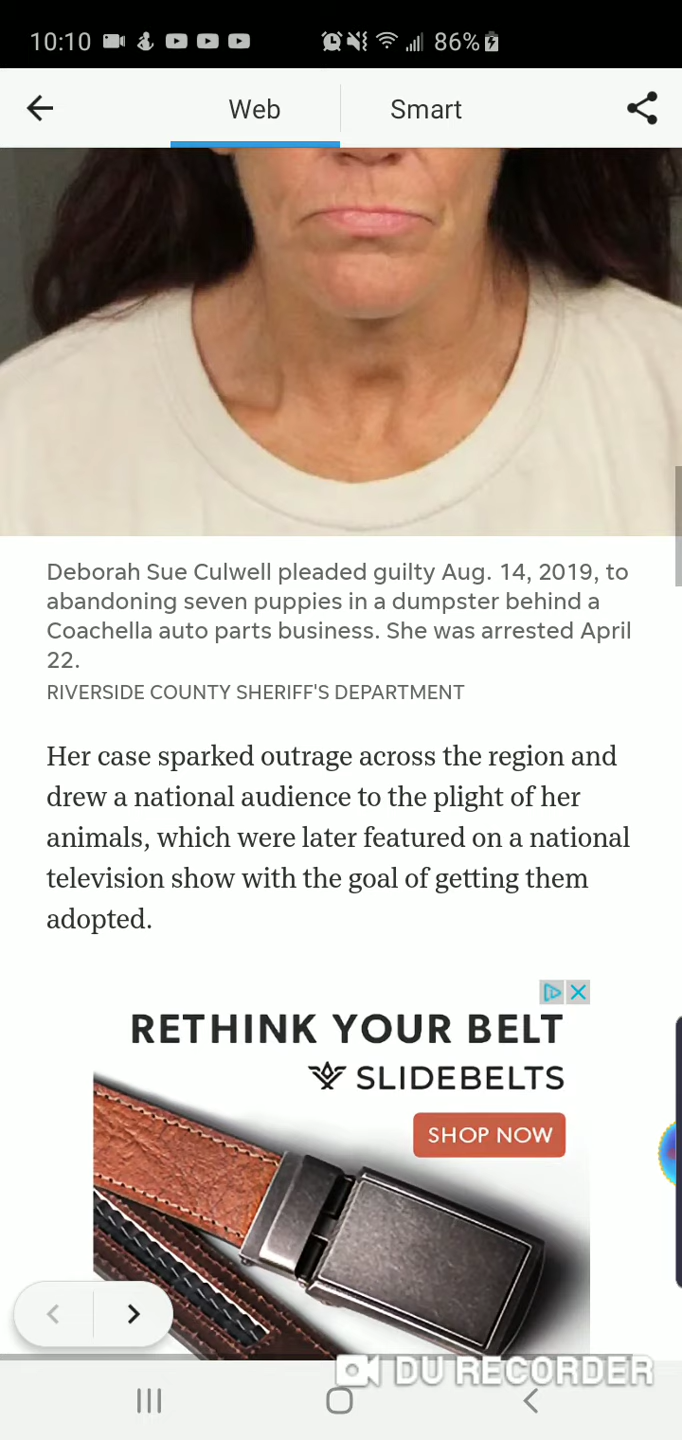 10:10 86%
Web Smart
Deborah Sue Culwell pleaded guilty Aug. 14, 2019, to
abandoning seven puppies in a dumpster behind a
Coachella auto parts business. She was arrested April
22.
RIVERSIDE COUNTY SHERIFF'S DEPARTMENT
Her case sparked outrage across the region and
drew a national audience to the plight of her
animals, which were later featured on a national
television show with the goal of getting them
adopted.
RETHINK YOUR BELT
SLIDEBELTS
SHOP NOW
DU RECORDER